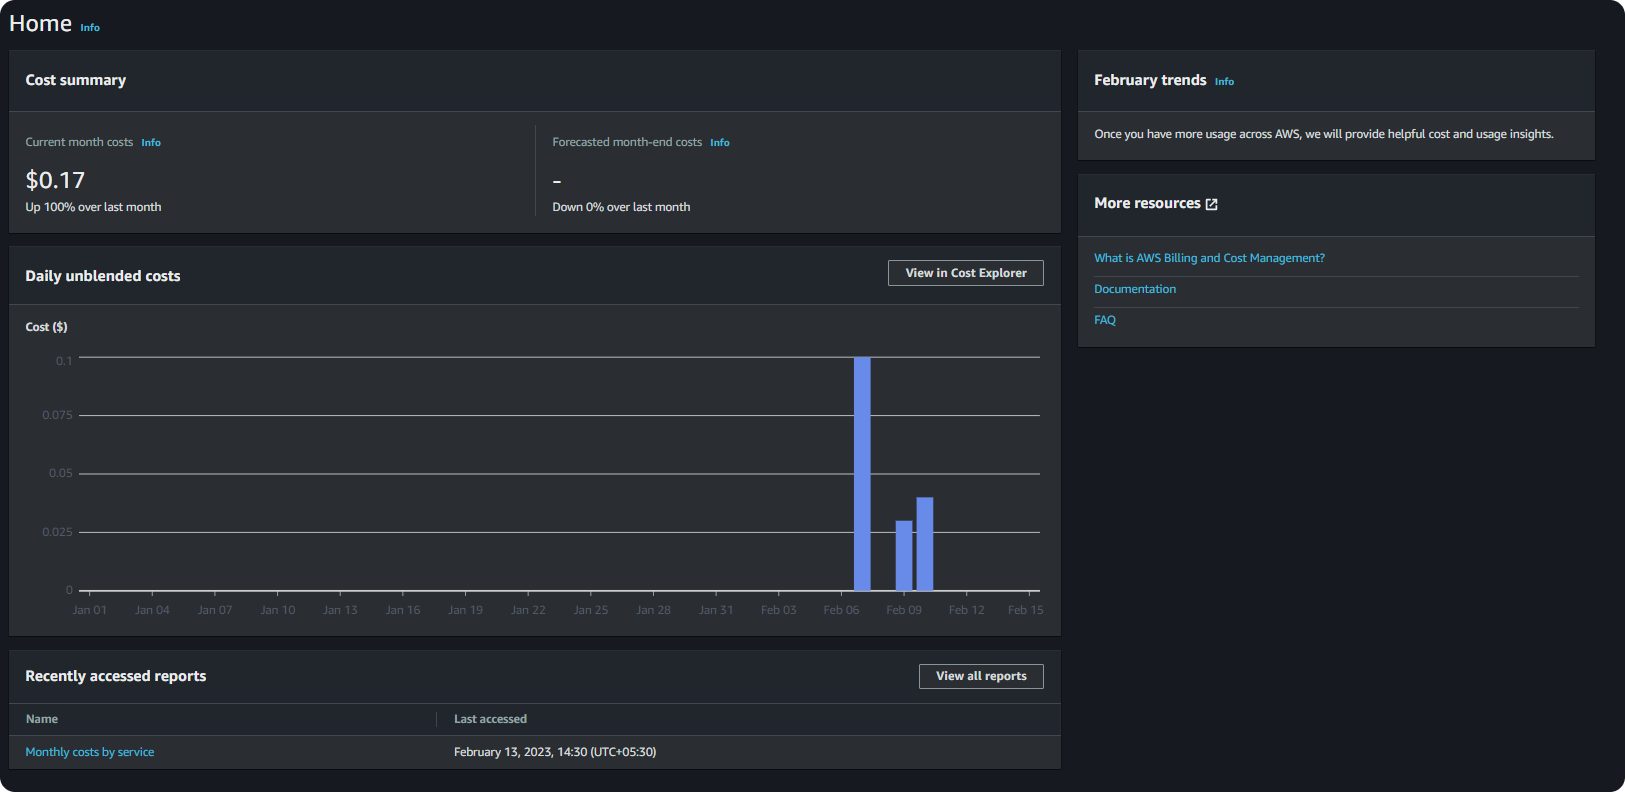 Home Info
Cost summary
Current month costs Info
$0.17
Up 100% over last month
Forecasted month-end costs Info
–
Down 0% over last month
Daily unblended costs
View in Cost Explorer
Cost ($)
0.1
0.075
0.05
0.025
0
Jan 01 Jan 04 Jan 07 Jan 10 Jan 13 Jan 16 Jan 19 Jan 22 Jan 25 Jan 28 Jan 31 Feb 03 Feb 06 Feb 09 Feb 12 Feb 15
Recently accessed reports
View all reports
Name Last accessed
Monthly costs by service February 13, 2023, 14:30 (UTC+05:30)
February trends Info
Once you have more usage across AWS, we will provide helpful cost and usage insights.
More resources
What is AWS Billing and Cost Management?
Documentation
FAQ